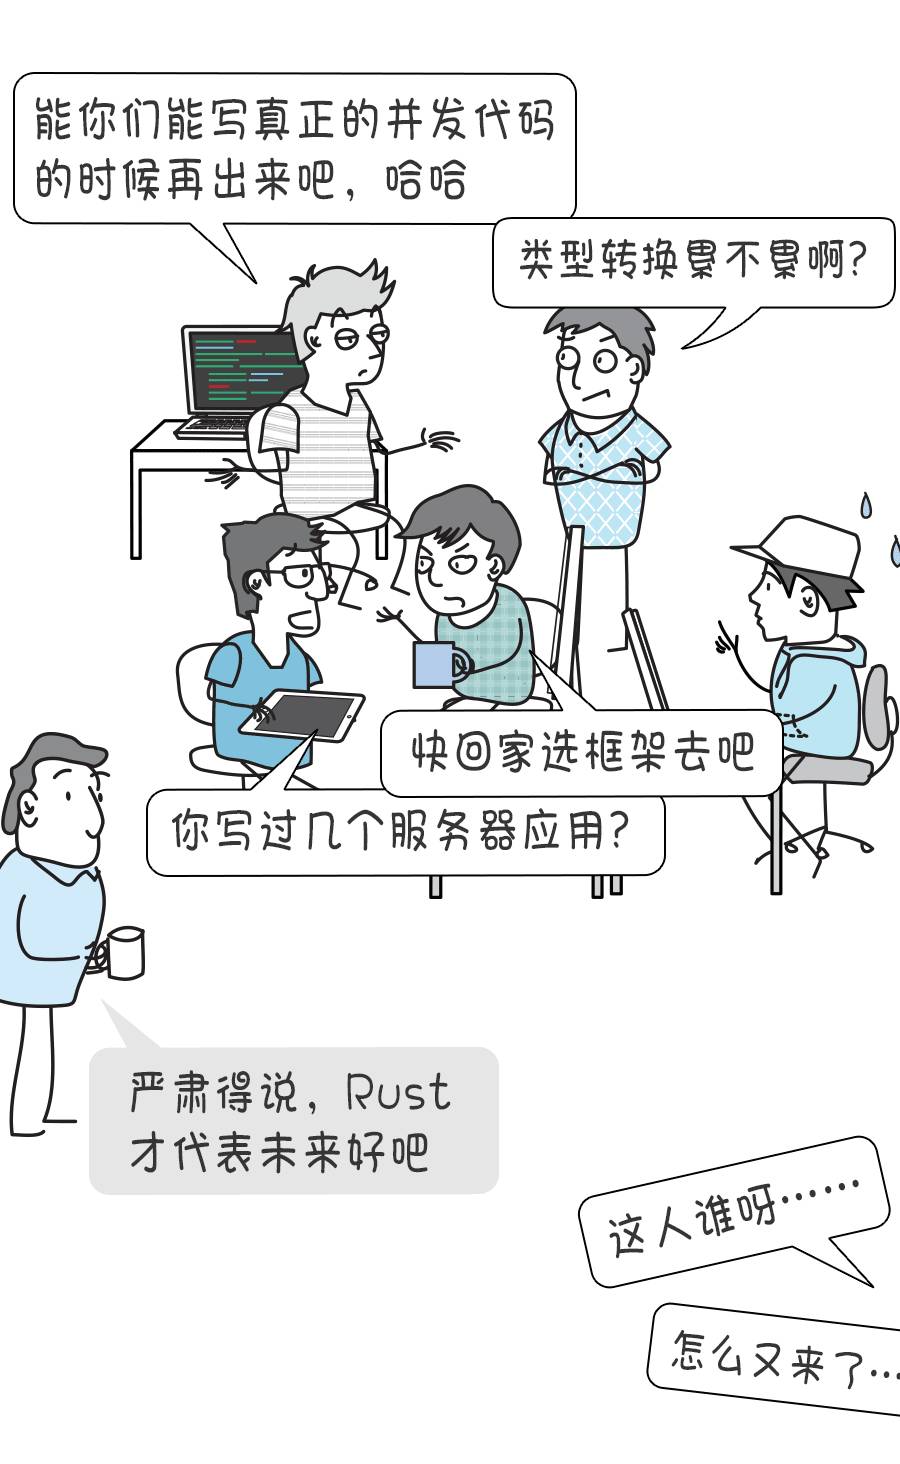 能你们能写真正的并发代码
的时候再出来吧，哈哈
类型转换累不累啊？
快回家选框架去吧
你写过几个服务器应用？
严肃得说，Rust
才代表未来好吧
这人谁呀……
怎么又来了…